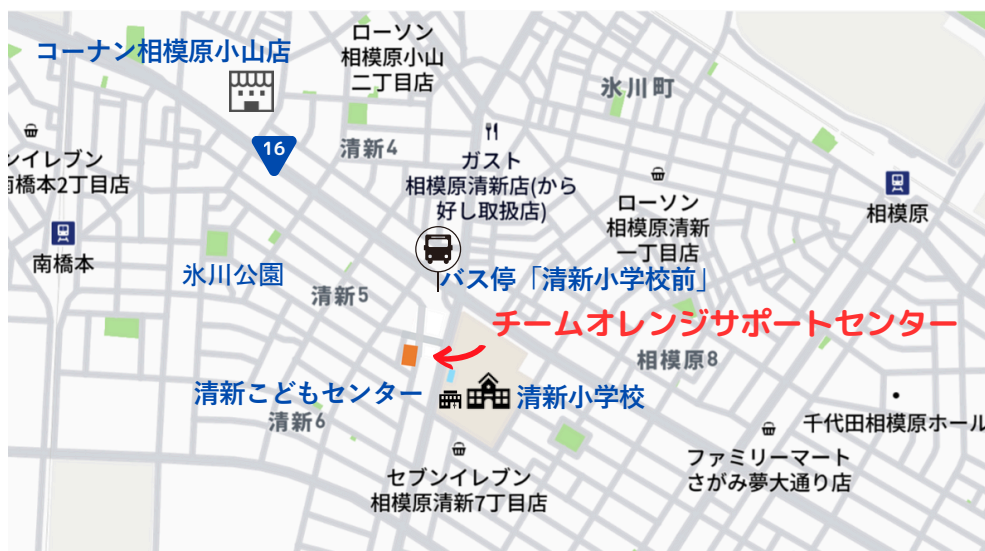 コーナン相模原小山店
ローソン
相模原小山
二丁目店
氷川町
16
清新4
ンイレブン
橋本2丁目店
ガスト
相模原清新店(から
好し取扱店)
ローソン
相模原清新
一丁目店
相模原
南橋本
氷川公園
バス停「清新小学校前」
清新5
チームオレンジサポートセンター
相模原8
清新こどもセンター
清新小学校
清新6
千代田相模原ホール
セブンイレブン
相模原清新7丁目店
ファミリーマート
さがみ夢大通り店